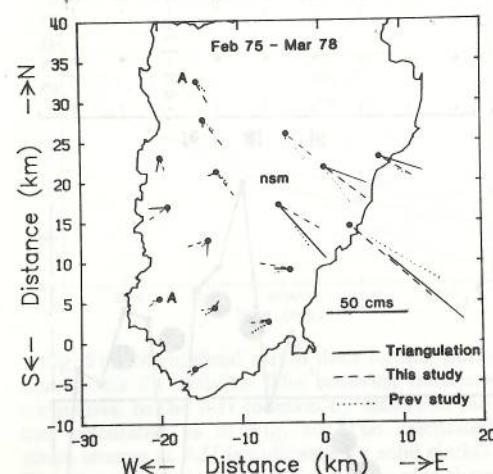 40
35
30
25
20
15
10
5
0
-5
-10
S<— Distance (km) —>N
Feb 75 - Mar 78
A
nsm
A
50 cms
Triangulation
This study
Prev study
-30 -20 -10 0 10 20
W<— Distance (km) —>E